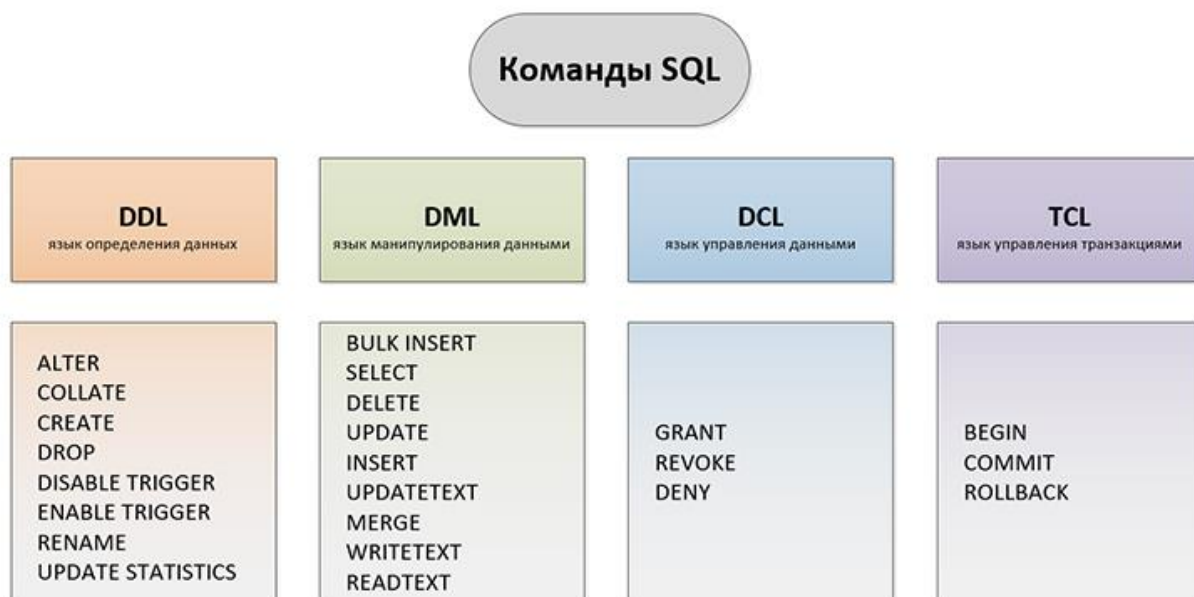 Команды SQL
DDL
язык определения данных
DML
язык манипулирования данными
DCL
язык управления данными
TCL
язык управления транзакциями
ALTER
COLLATE
CREATE
DROP
DISABLE TRIGGER
ENABLE TRIGGER
RENAME
UPDATE STATISTICS
BULK INSERT
SELECT
DELETE
UPDATE
INSERT
UPDATETEXT
MERGE
WRITETEXT
READTEXT
GRANT
REVOKE
DENY
BEGIN
COMMIT
ROLLBACK